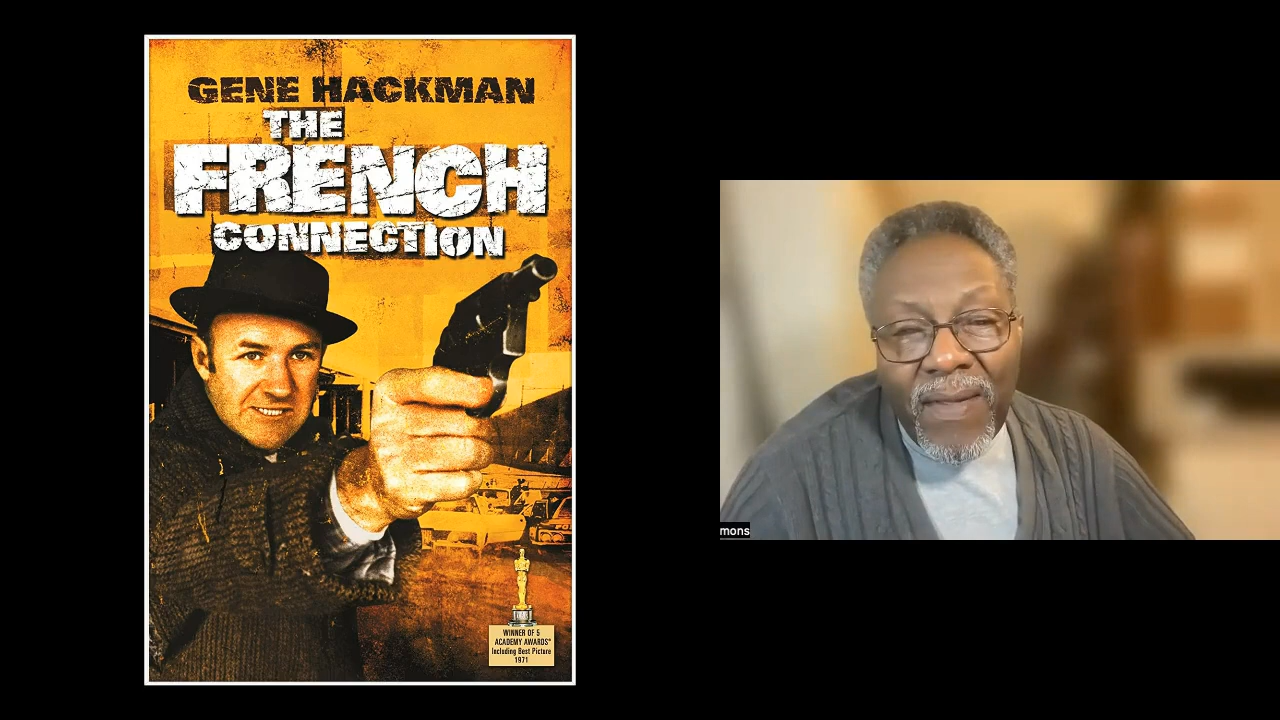 GENE HACKMAN
THE
FRENCH
CONNECTION
WINNER OF 5
ACADEMY AWARDS®
Including Best Picture
1971
mons